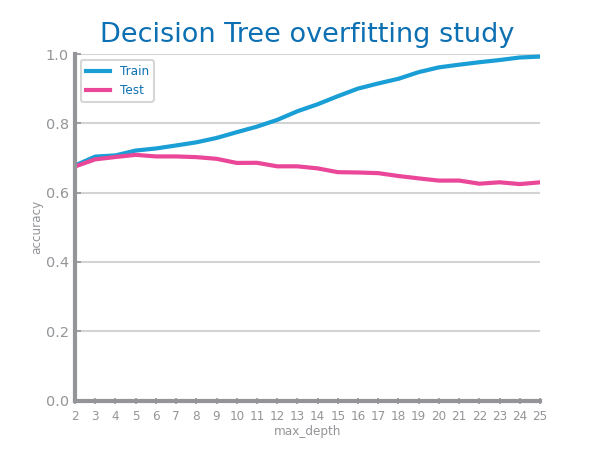 Decision Tree overfitting study
1.0
Train
Test
0.8
0.6
accuracy
0.4
0.2
0.0
2 3 4 5 6 7 8 9 10 11 12 13 14 15 16 17 18 19 20 21 22 23 24 25
max_depth